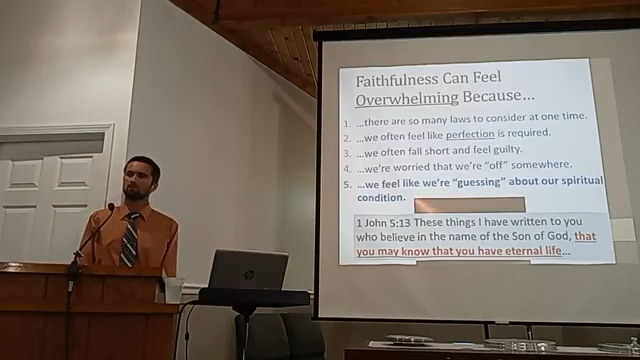 Faithfulness Can Feel
Overwhelming Because...
1. ...there are so many laws to consider at one time.
2. ...we often feel like perfection is required.
3. ...we often fall short and feel guilty.
4. ...we're worried that we're "off" somewhere.
5. ...we feel like we're "guessing" about our spiritual
condition.
1 John 5:13 These things I have written to you
who believe in the name of the Son of God, that
you may know that you have eternal life...
hp